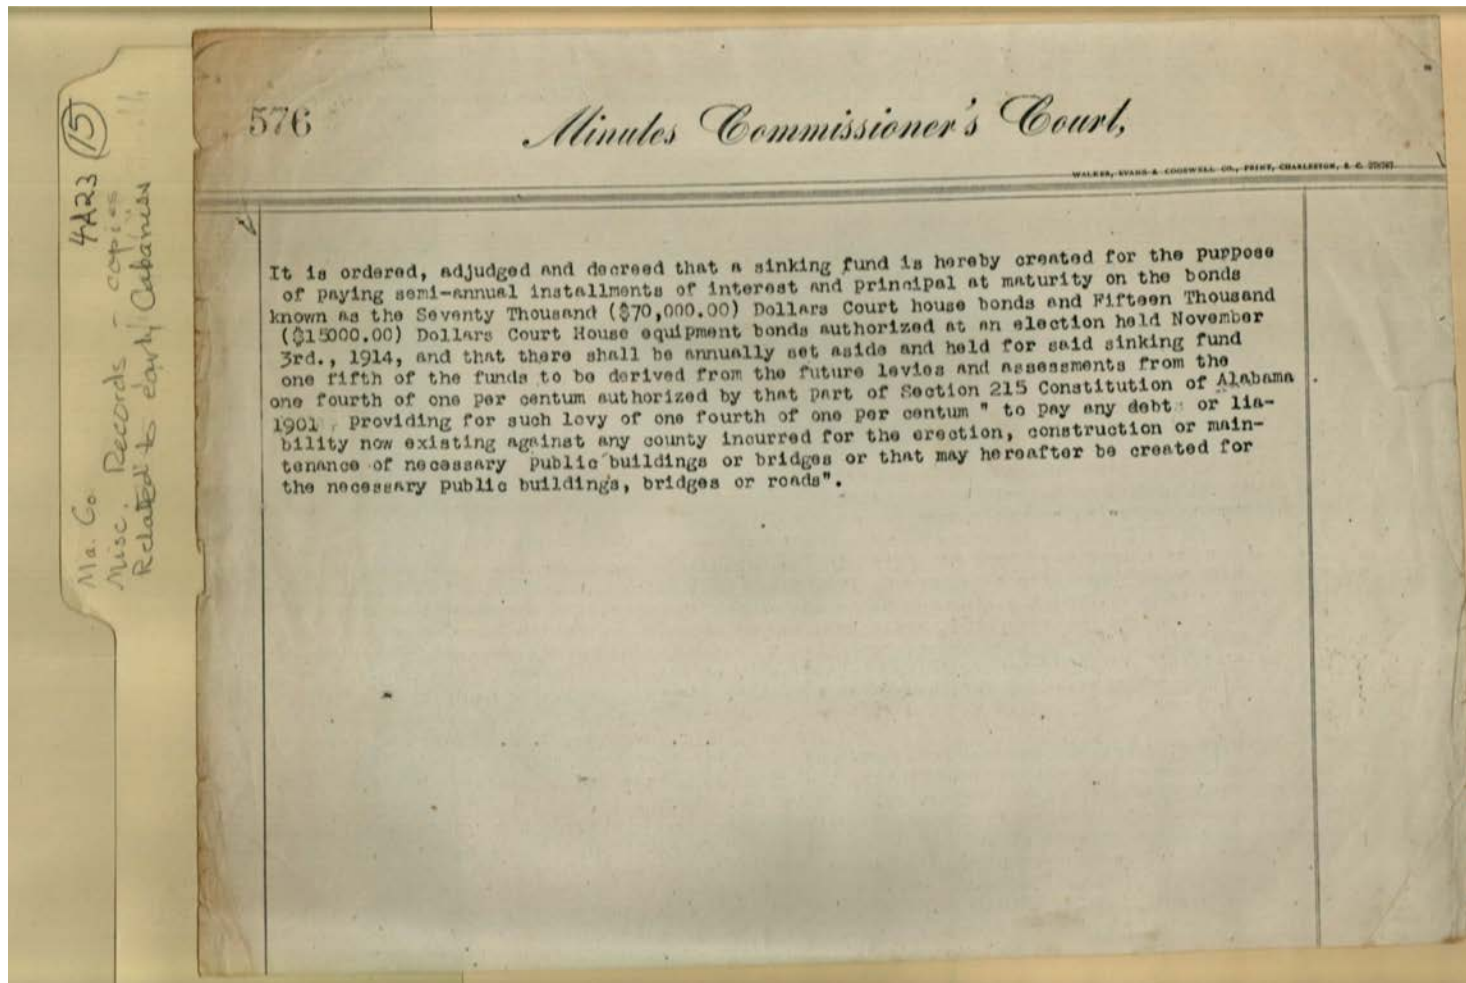 4A23 (15)
Ma. Co
Misc. Records - copies
Related to early Cabaniss
576
Minutes Commissioner's Court,
WALKER, EVANS & COGSWELL CO., PRINT, CHARLESTON, S. C.
It is ordered, adjudged and decreed that a sinking fund is hereby created for the purpose
of paying semi-annual installments of interest and principal at maturity on the bonds
known as the Seventy Thousand ($70,000.00) Dollars Court house bonds and Fifteen Thousand
($15000.00) Dollars Court House equipment bonds authorized at an election held November
3rd., 1914, and that there shall be annually set aside and held for said sinking fund
one fifth of the funds to be derived from the future levies and assessments from the
one fourth of one per centum authorized by that part of Section 215 Constitution of Alabama
1901, providing for such levy of one fourth of one per centum " to pay any debt or lia-
bility now existing against any county incurred for the erection, construction or main-
tenance of necessary public buildings or bridges or that may hereafter be created for
the necessary public buildings, bridges or roads".